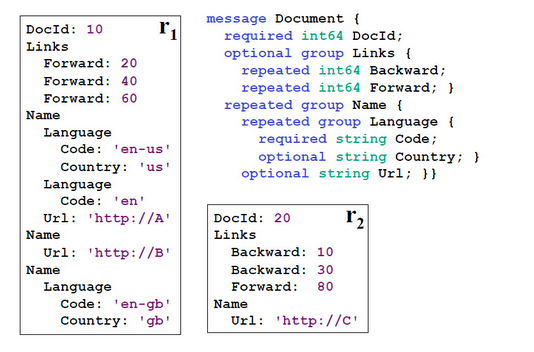 DocId: 10 r1
Links
Forward: 20
Forward: 40
Forward: 60
Name
Language
Code: 'en-us'
Country: 'us'
Language
Code: 'en'
Url: 'http://A'
Name
Url: 'http://B'
Name
Language
Code: 'en-gb'
Country: 'gb'
message Document {
required int64 DocId;
optional group Links {
repeated int64 Backward;
repeated int64 Forward; }
repeated group Name {
repeated group Language {
required string Code;
optional string Country; }
optional string Url; }}
DocId: 20 r2
Links
Backward: 10
Backward: 30
Forward: 80
Name
Url: 'http://C'